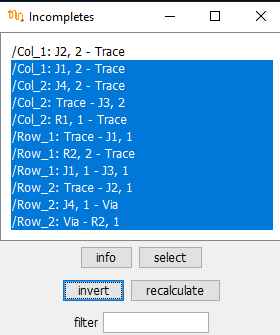 Incompletes
/Col_1: J2, 2 - Trace
/Col_1: J1, 2 - Trace
/Col_2: J4, 2 - Trace
/Col_2: Trace - J3, 2
/Col_2: R1, 1 - Trace
/Row_1: Trace - J1, 1
/Row_1: R2, 2 - Trace
/Row_1: J1, 1 - J3, 1
/Row_2: Trace - J2, 1
/Row_2: J4, 1 - Via
/Row_2: Via - R2, 1
info select
invert recalculate
filter